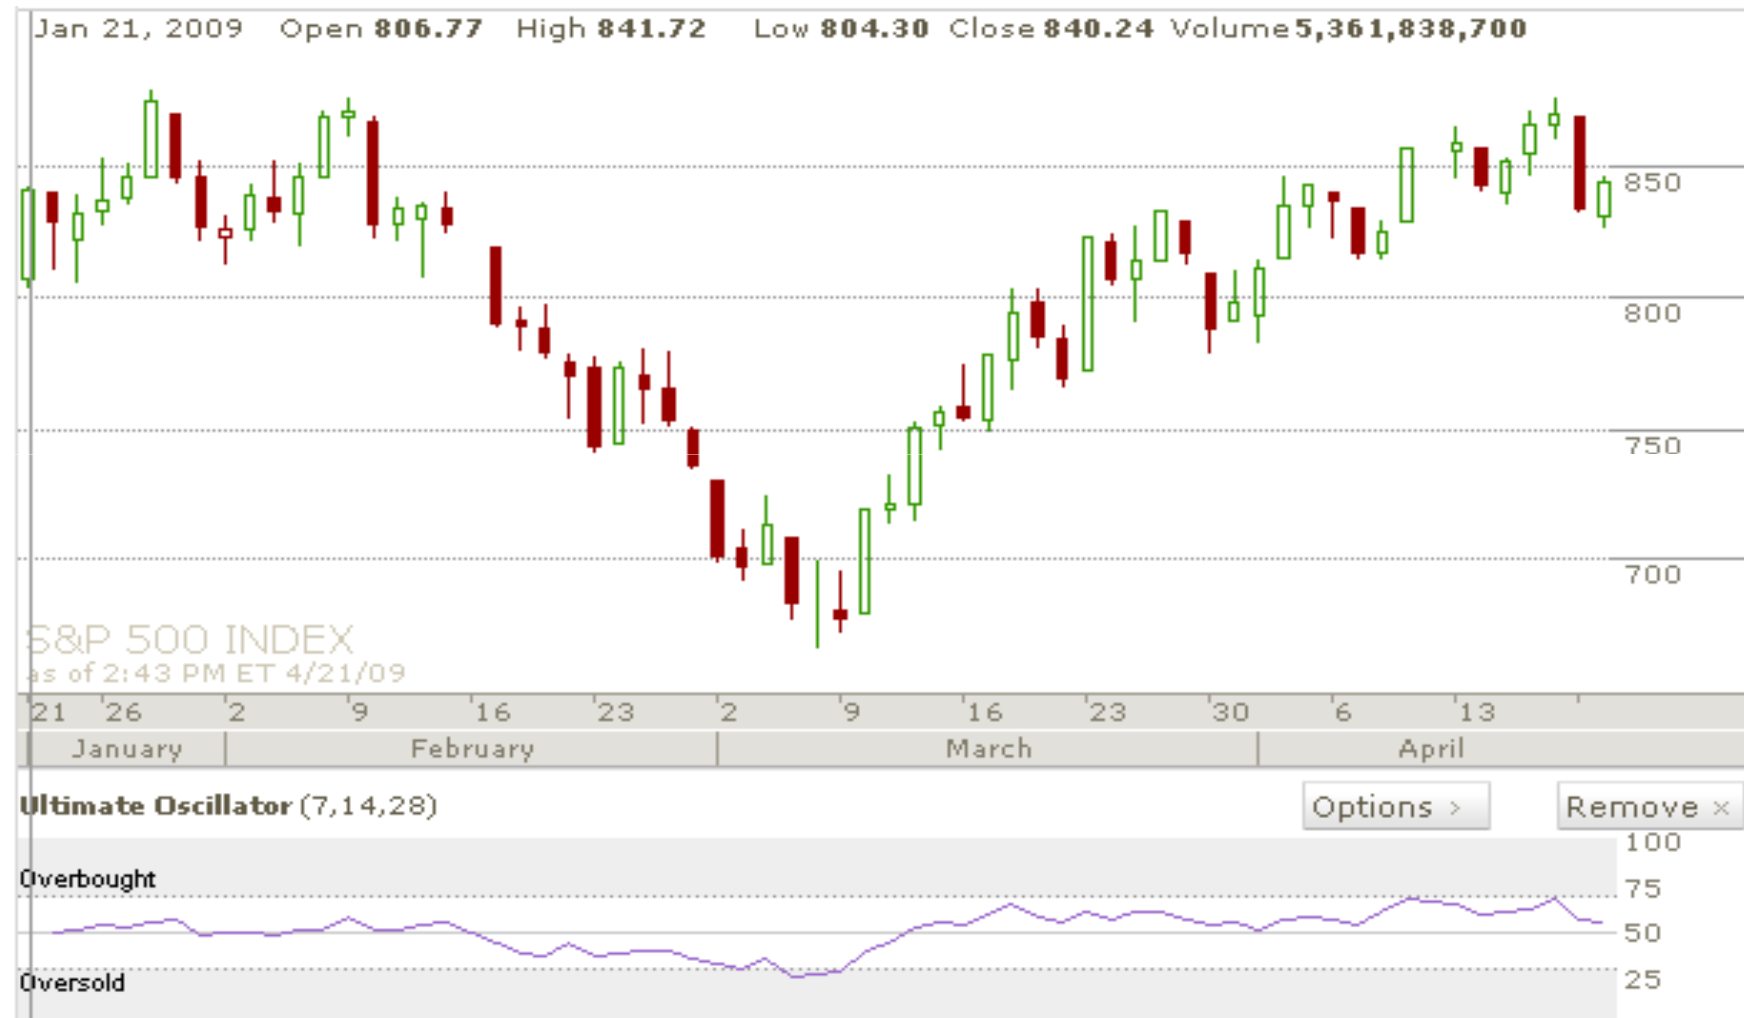 Jan 21, 2009 Open 806.77 High 841.72 Low 804.30 Close 840.24 Volume 5,361,838,700
850
800
750
700
S&P 500 INDEX
as of 2:43 PM ET 4/21/09
21 26 2 9 16 23 2 9 16 23 30 6 13
January February March April
Ultimate Oscillator (7,14,28) Options > Remove ×
100
Overbought
75
50
25
Oversold